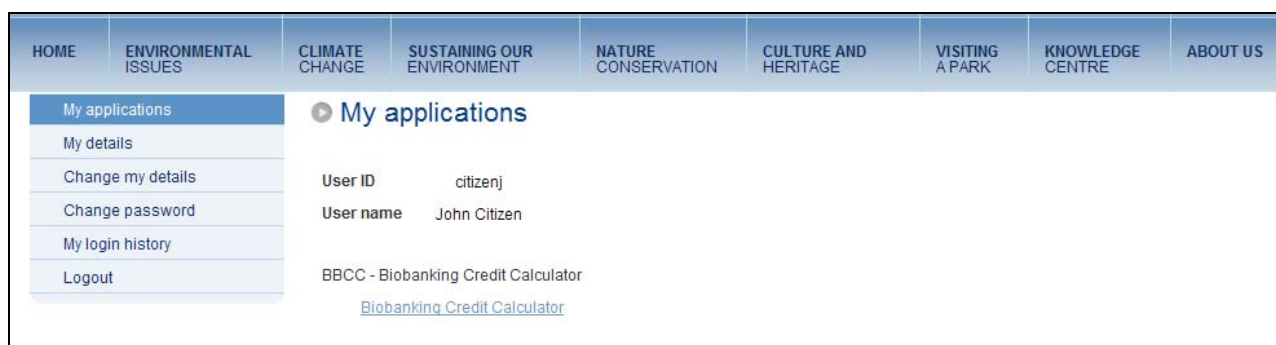 HOME
ENVIRONMENTAL
ISSUES
CLIMATE
CHANGE
SUSTAINING OUR
ENVIRONMENT
NATURE
CONSERVATION
CULTURE AND
HERITAGE
VISITING
A PARK
KNOWLEDGE
CENTRE
ABOUT US
My applications
My details
Change my details
Change password
My login history
Logout
My applications
User ID citizenj
User name John Citizen
BBCC - Biobanking Credit Calculator
Biobanking Credit Calculator